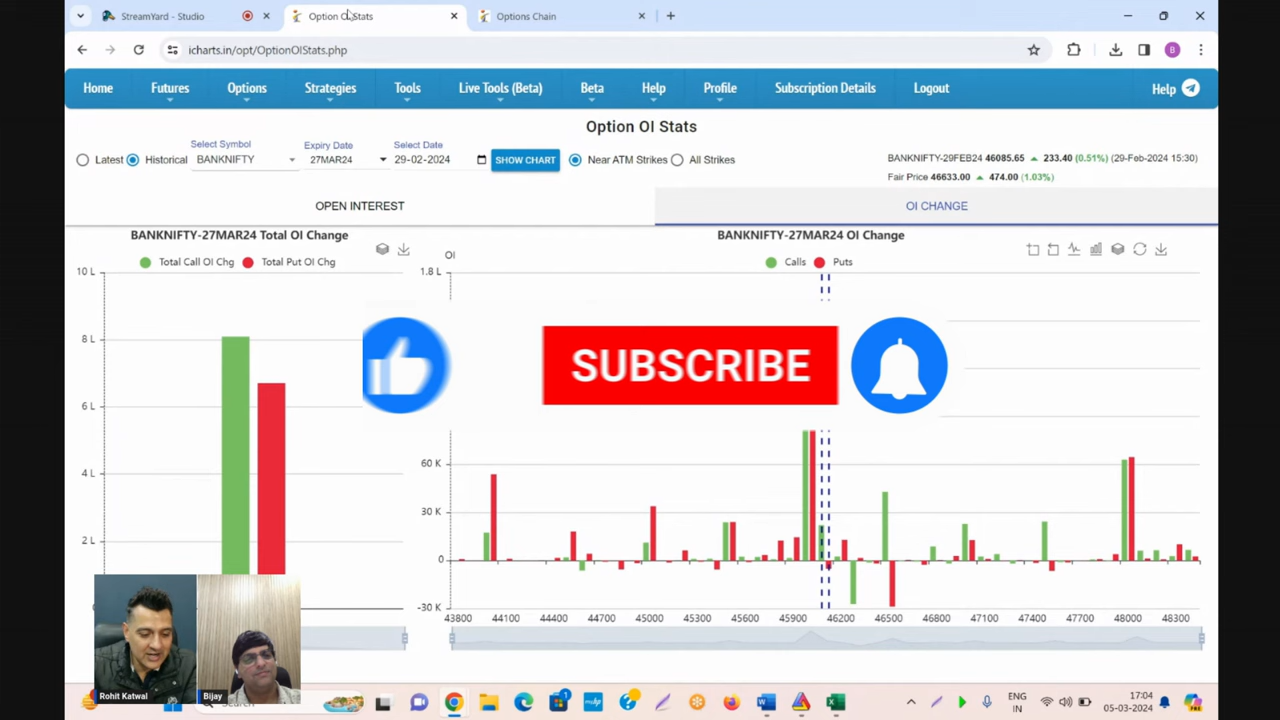 StreamYard - Studio
Option OI Stats
Options Chain
icharts.in/opt/OptionOIStats.php
B
Home
Futures
Options
Strategies
Tools
Live Tools (Beta)
Beta
Help
Profile
Subscription Details
Logout
Help
Option OI Stats
Latest
Historical
Select Symbol
BANKNIFTY
Expiry Date
27MAR24
Select Date
29-02-2024
SHOW CHART
Near ATM Strikes
All Strikes
BANKNIFTY-29FEB24 46085.65 ▲ 233.40 (0.51%) (29-Feb-2024 15:30)
Fair Price 46633.00 ▲ 474.00 (1.03%)
OPEN INTEREST
OI CHANGE
BANKNIFTY-27MAR24 Total OI Change
Total Call OI Chg
Total Put OI Chg
10 L
8 L
6 L
4 L
2 L
BANKNIFTY-27MAR24 OI Change
Calls
Puts
OI
1.8 L
60 K
30 K
0
-30 K
43800 44100 44400 44700 45000 45300 45600 45900 46200 46500 46800 47100 47400 47700 48000 48300
SUBSCRIBE
Rohit Katwal
Bijay
Search
ENG
IN
17:04
05-03-2024